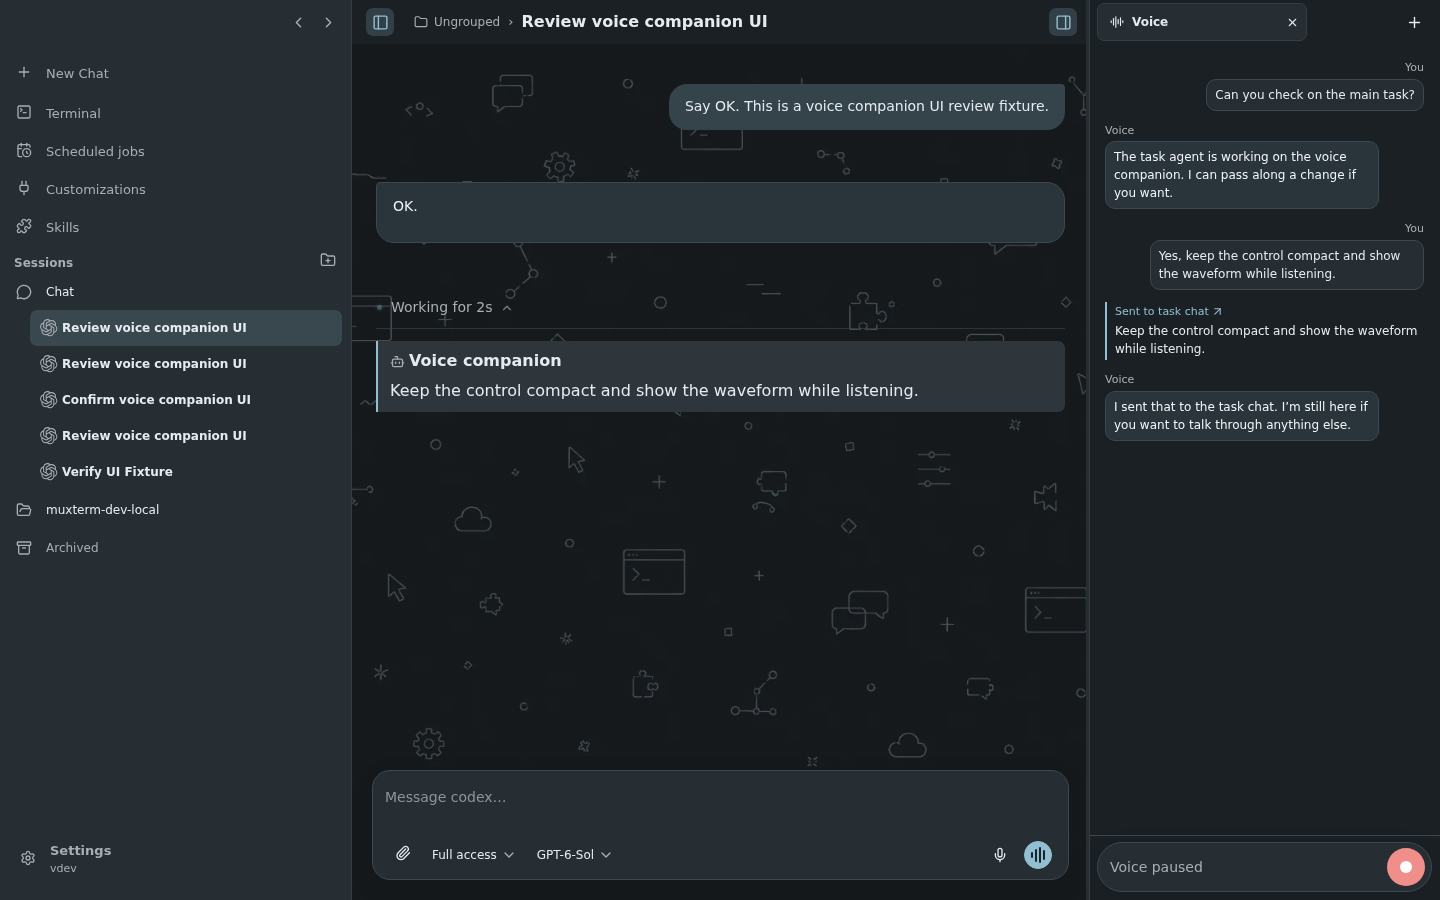 New Chat
Terminal
Scheduled jobs
Customizations
Skills
Sessions
Chat
Review voice companion UI
Review voice companion UI
Confirm voice companion UI
Review voice companion UI
Verify UI Fixture
muxterm-dev-local
Archived
Settings
vdev
Ungrouped › Review voice companion UI
Say OK. This is a voice companion UI review fixture.
OK.
Working for 2s
Voice companion
Keep the control compact and show the waveform while listening.
Message codex…
Full access
GPT-6-Sol
Voice
You
Can you check on the main task?
Voice
The task agent is working on the voice
companion. I can pass along a change if
you want.
You
Yes, keep the control compact and show
the waveform while listening.
Sent to task chat
Keep the control compact and show the waveform
while listening.
Voice
I sent that to the task chat. I’m still here if
you want to talk through anything else.
Voice paused